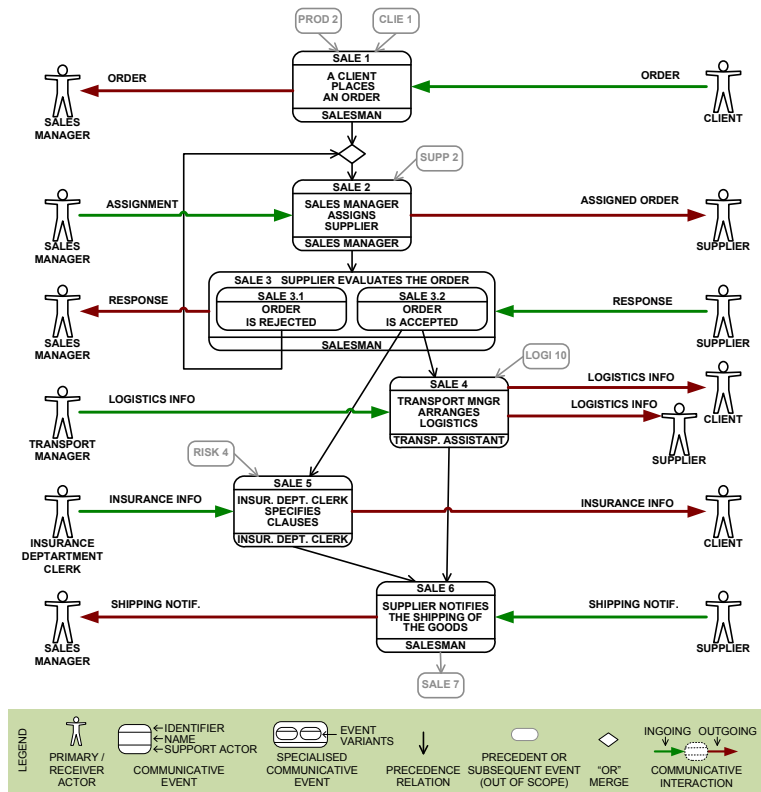 PROD 2
CLIE 1
SALE 1
A CLIENT
PLACES
AN ORDER
SALESMAN
ORDER
SALES
MANAGER
ORDER
CLIENT
SUPP 2
SALE 2
SALES MANAGER
ASSIGNS
SUPPLIER
SALES MANAGER
ASSIGNMENT
SALES
MANAGER
ASSIGNED ORDER
SUPPLIER
SALE 3 SUPPLIER EVALUATES THE ORDER
SALE 3.1
ORDER
IS REJECTED
SALE 3.2
ORDER
IS ACCEPTED
SALESMAN
RESPONSE
SALES
MANAGER
RESPONSE
SUPPLIER
LOGI 10
SALE 4
TRANSPORT MNGR
ARRANGES
LOGISTICS
TRANSP. ASSISTANT
LOGISTICS INFO
TRANSPORT
MANAGER
LOGISTICS INFO
CLIENT
LOGISTICS INFO
SUPPLIER
RISK 4
SALE 5
INSUR. DEPT. CLERK
SPECIFIES
CLAUSES
INSUR. DEPT. CLERK
INSURANCE INFO
INSURANCE
DEPTARTMENT
CLERK
INSURANCE INFO
CLIENT
SALE 6
SUPPLIER NOTIFIES
THE SHIPPING OF
THE GOODS
SALESMAN
SHIPPING NOTIF.
SALES
MANAGER
SHIPPING NOTIF.
SUPPLIER
SALE 7
LEGEND
PRIMARY /
RECEIVER
ACTOR
IDENTIFIER
NAME
SUPPORT ACTOR
COMMUNICATIVE
EVENT
EVENT
VARIANTS
SPECIALISED
COMMUNICATIVE
EVENT
PRECEDENCE
RELATION
PRECEDENT OR
SUBSEQUENT EVENT
(OUT OF SCOPE)
"OR"
MERGE
INGOING OUTGOING
COMMUNICATIVE
INTERACTION